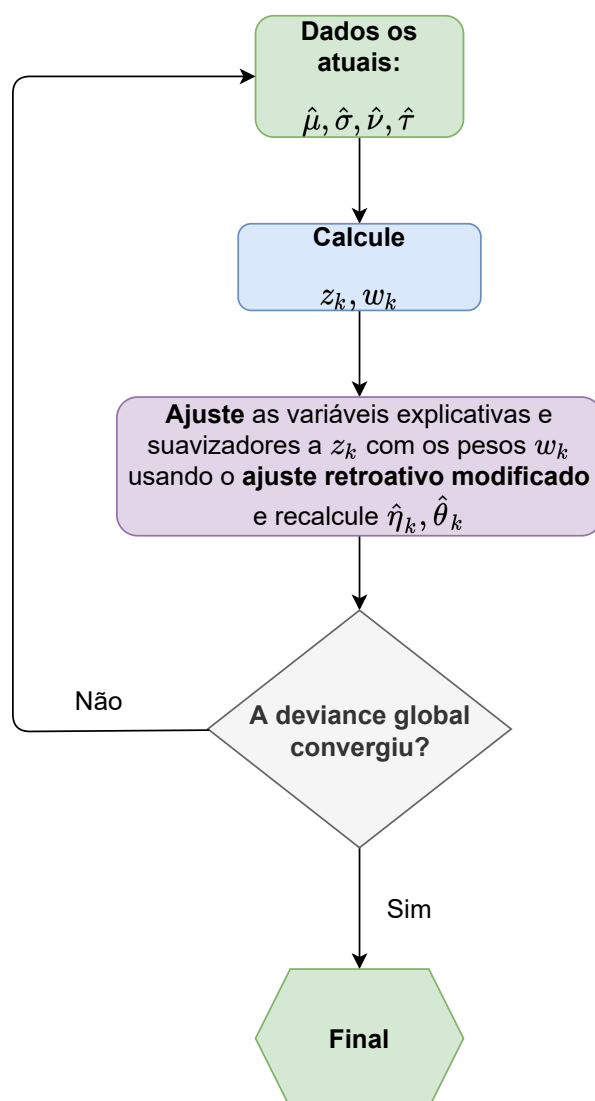 Dados os
atuais:
μ̂, σ̂, ν̂, τ̂
Calcule
z_k, w_k
Ajuste as variáveis explicativas e
suavizadores a z_k com os pesos w_k
usando o ajuste retroativo modificado
e recalcule η̂_k, θ̂_k
A deviance global
convergiu?
Não
Sim
Final